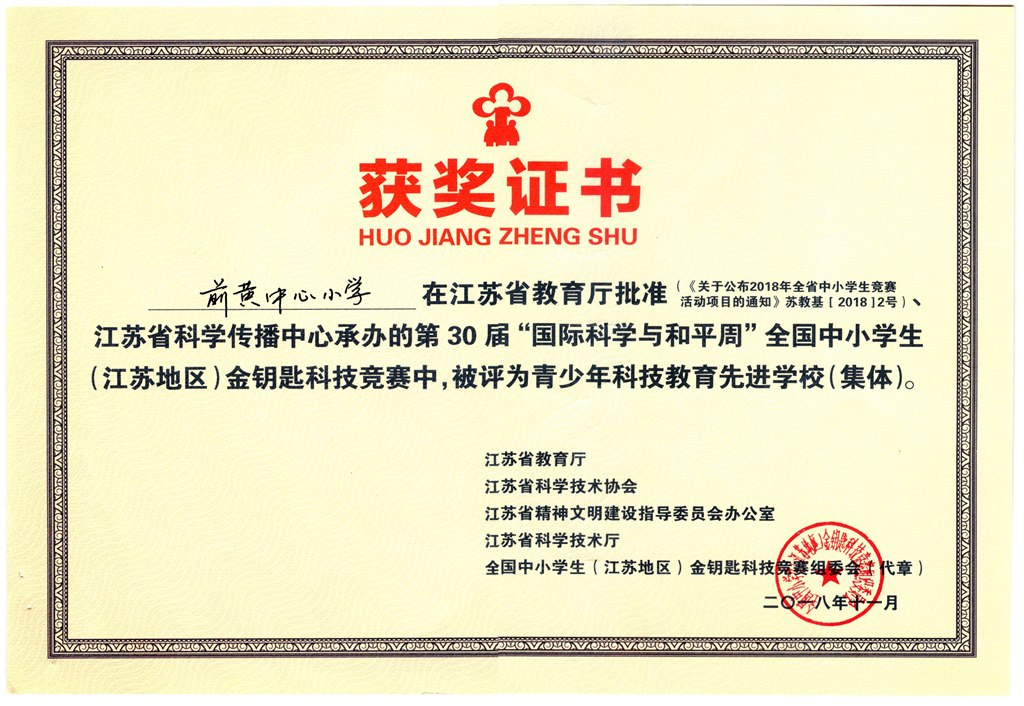 获奖证书
HUO JIANG ZHENG SHU
前黄中心小学 在江苏省教育厅批准(《关于公布2018年全省中小学生竞赛
活动项目的通知》苏教基[2018]2号)、
江苏省科学传播中心承办的第30届“国际科学与和平周”全国中小学生
(江苏地区)金钥匙科技竞赛中,被评为青少年科技教育先进学校(集体)。
江苏省教育厅
江苏省科学技术协会
江苏省精神文明建设指导委员会办公室
江苏省科学技术厅
全国中小学生(江苏地区)金钥匙科技竞赛组委会(代章)
二〇一八年十一月